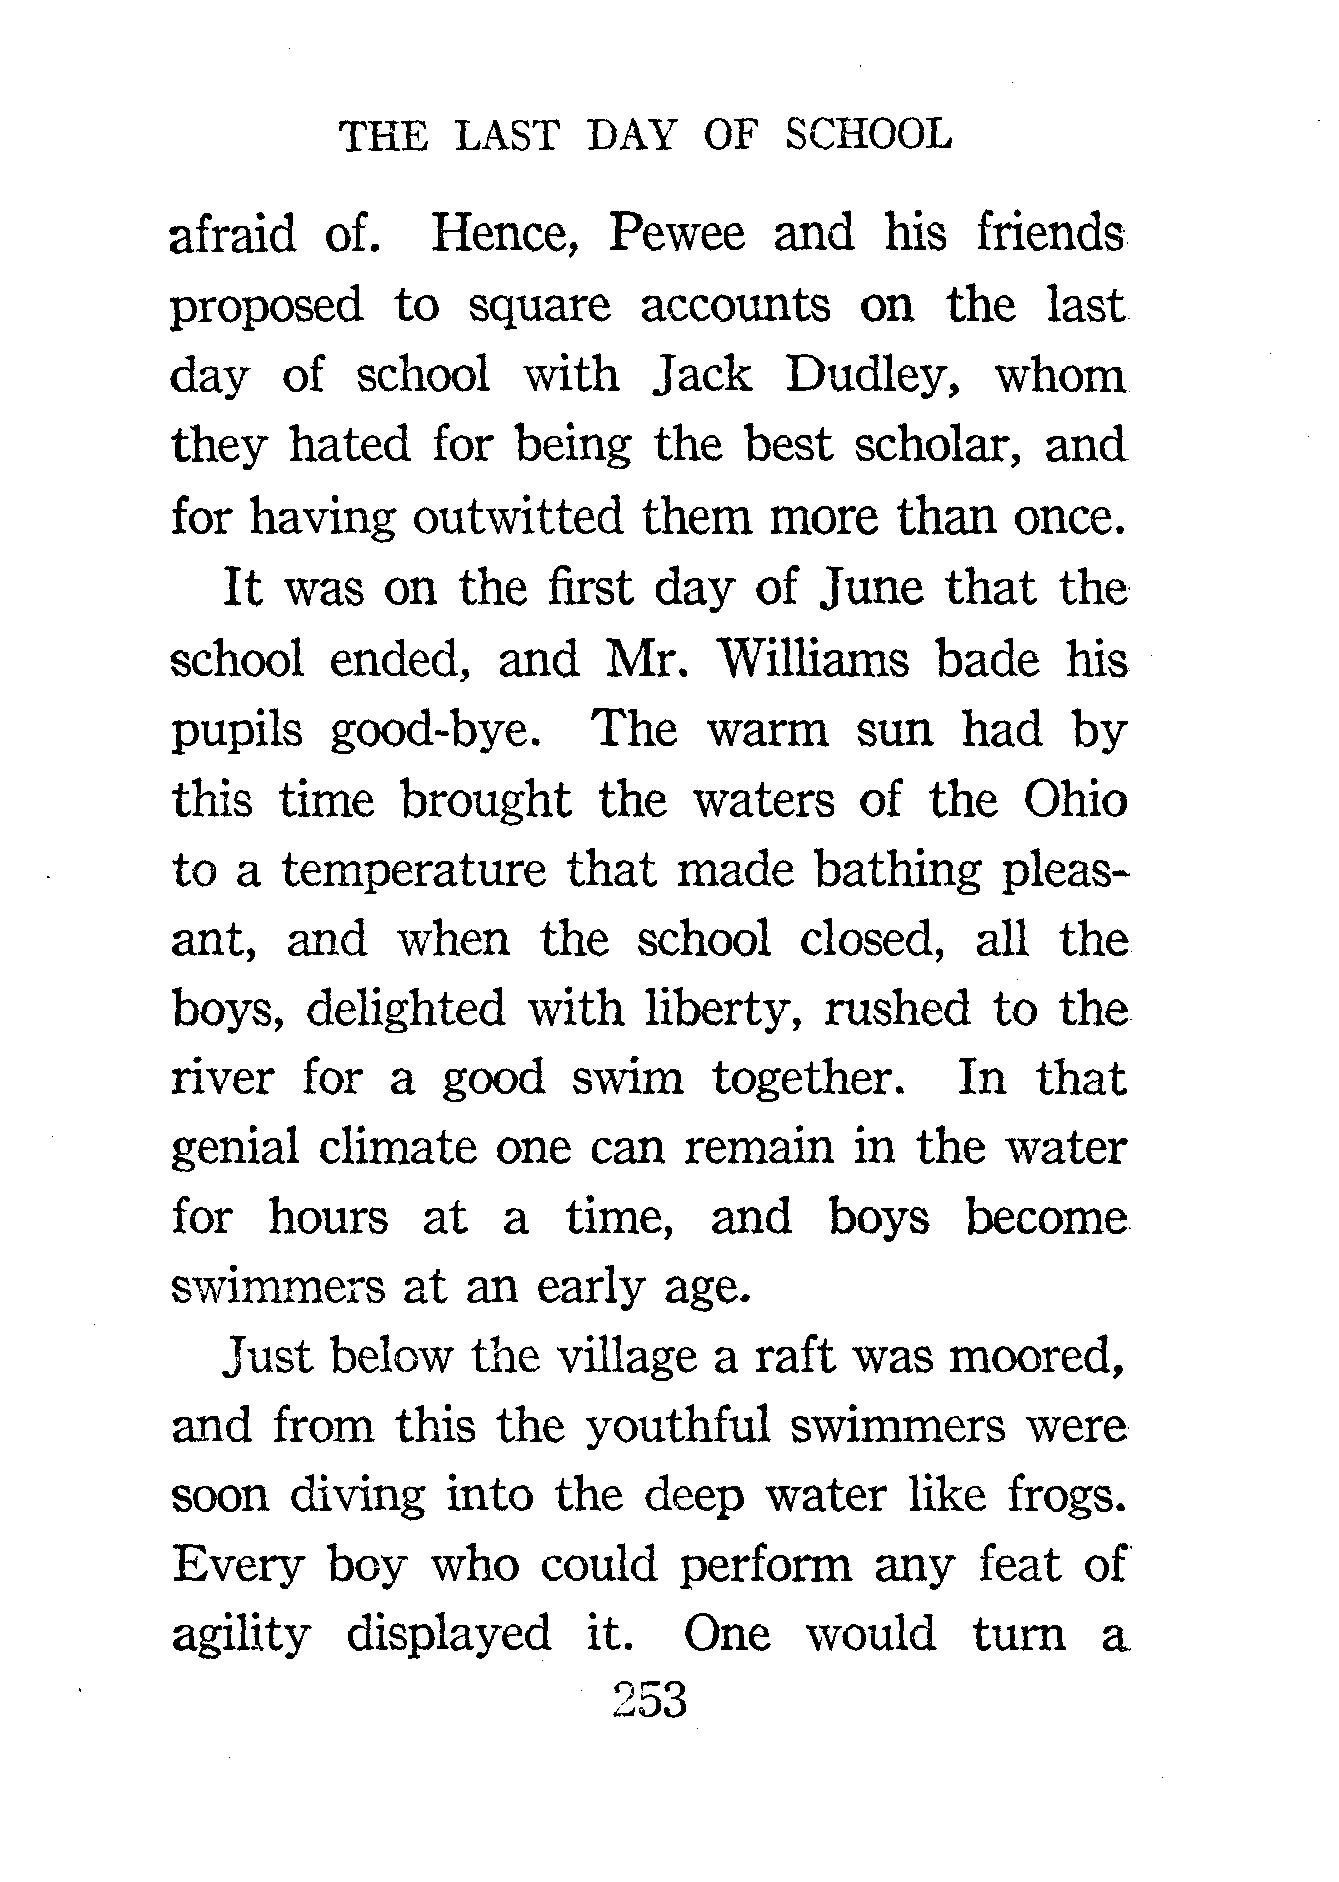 THE LAST DAY OF SCHOOL
afraid of. Hence, Pewee and his friends
proposed to square accounts on the last
day of school with Jack Dudley, whom
they hated for being the best scholar, and
for having outwitted them more than once.
It was on the first day of June that the
school ended, and Mr. Williams bade his
pupils good-bye. The warm sun had by
this time brought the waters of the Ohio
to a temperature that made bathing pleas-
ant, and when the school closed, all the
boys, delighted with liberty, rushed to the
river for a good swim together. In that
genial climate one can remain in the water
for hours at a time, and boys become
swimmers at an early age.
Just below the village a raft was moored,
and from this the youthful swimmers were
soon diving into the deep water like frogs.
Every boy who could perform any feat of
agility displayed it. One would turn a
253